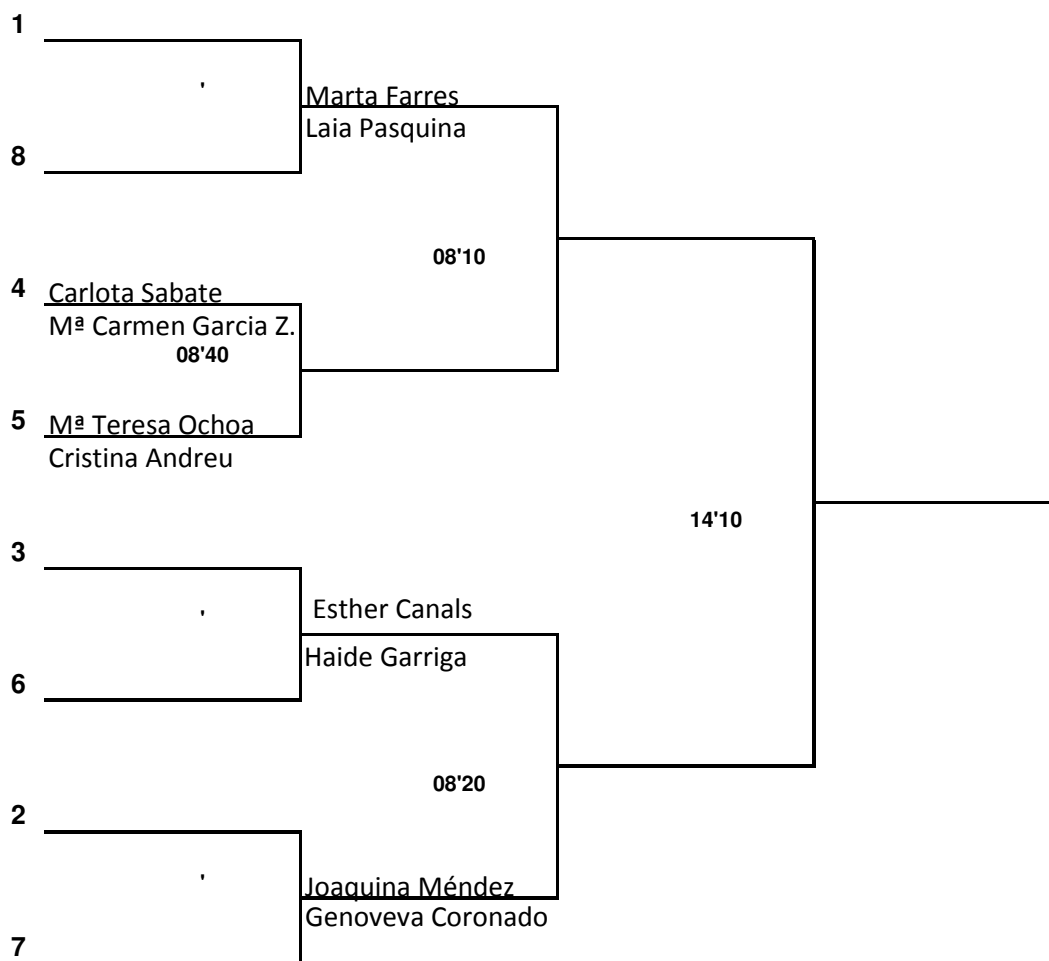 1
'
Marta Farres
Laia Pasquina
8
08'10
4 Carlota Sabate
Mª Carmen Garcia Z.
08'40
5 Mª Teresa Ochoa
Cristina Andreu
14'10
3
'
Esther Canals
Haide Garriga
6
08'20
2
'
Joaquina Méndez
Genoveva Coronado
7